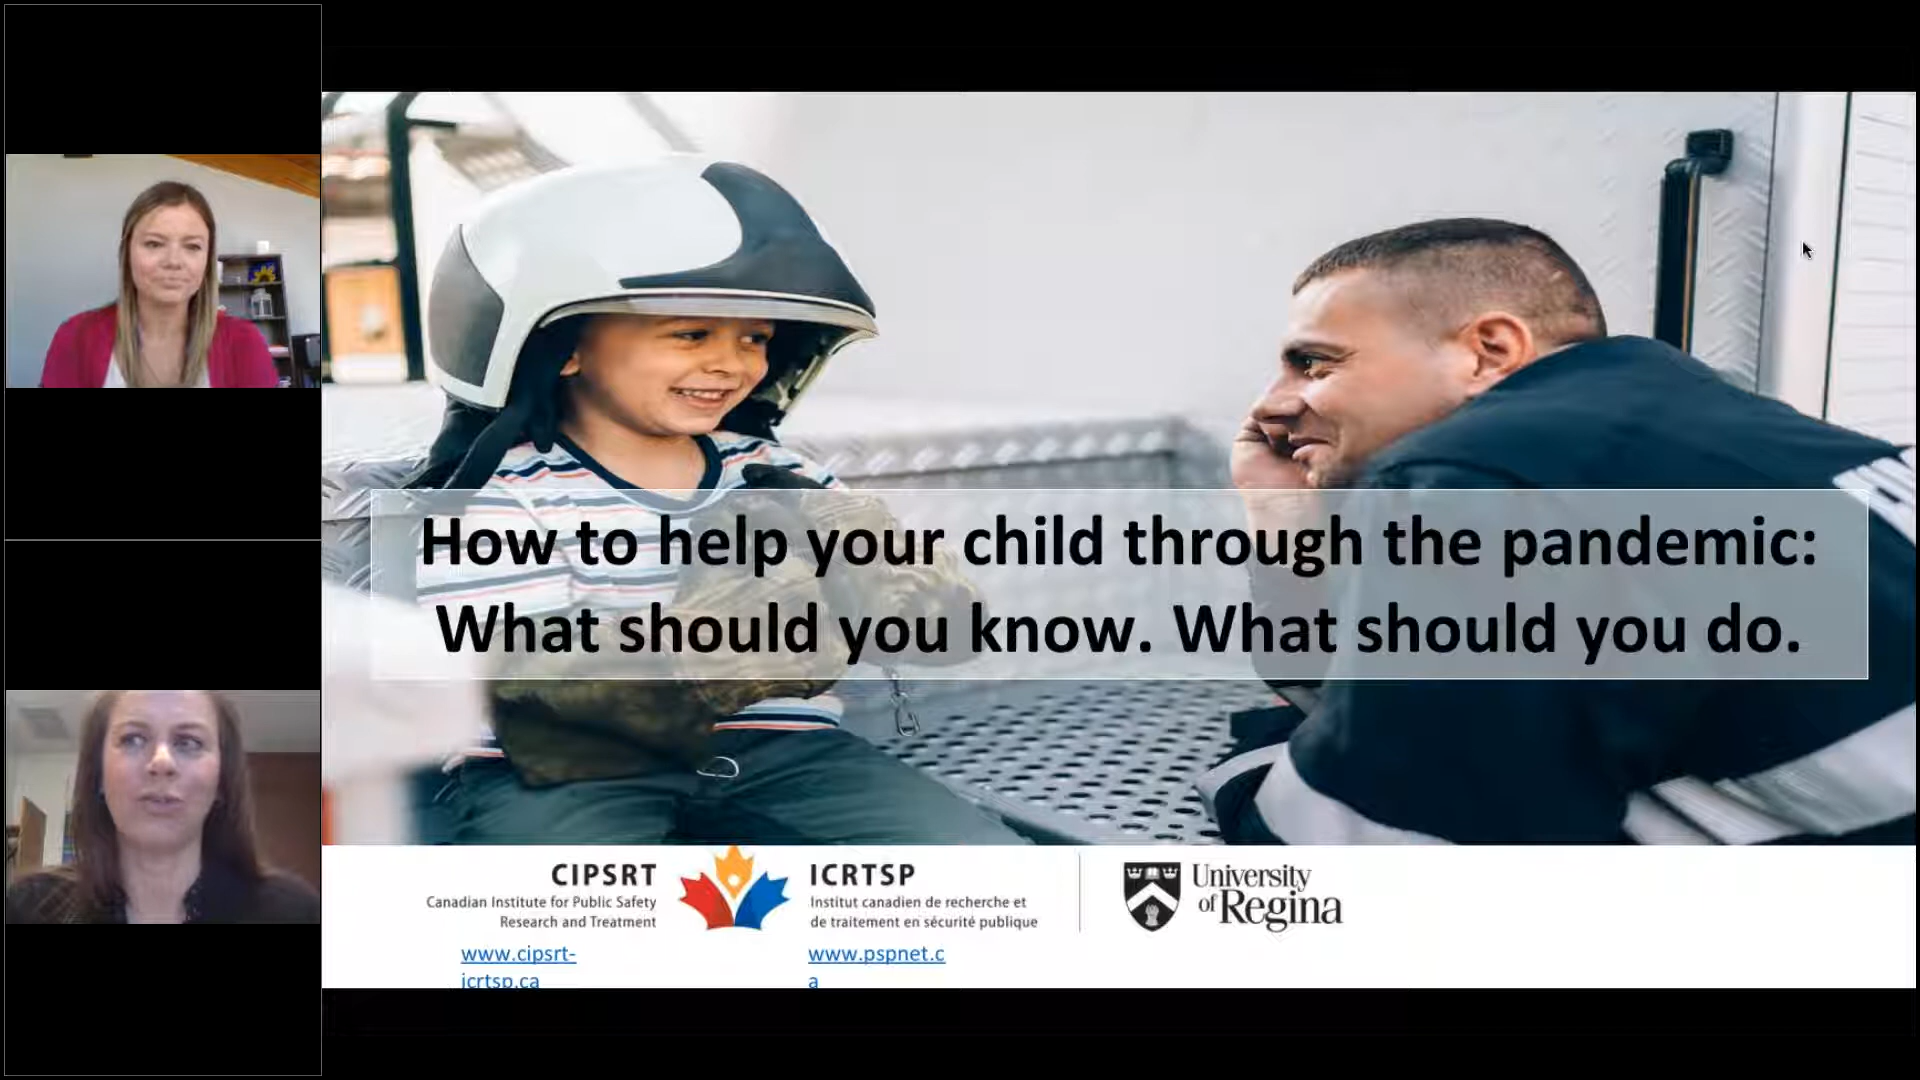 How to help your child through the pandemic:
What should you know. What should you do.
CIPSRT
Canadian Institute for Public Safety
Research and Treatment
ICRTSP
Institut canadien de recherche et
de traitement en sécurité publique
University
of Regina
www.cipsrt-
icrtsp.ca
www.pspnet.c
a